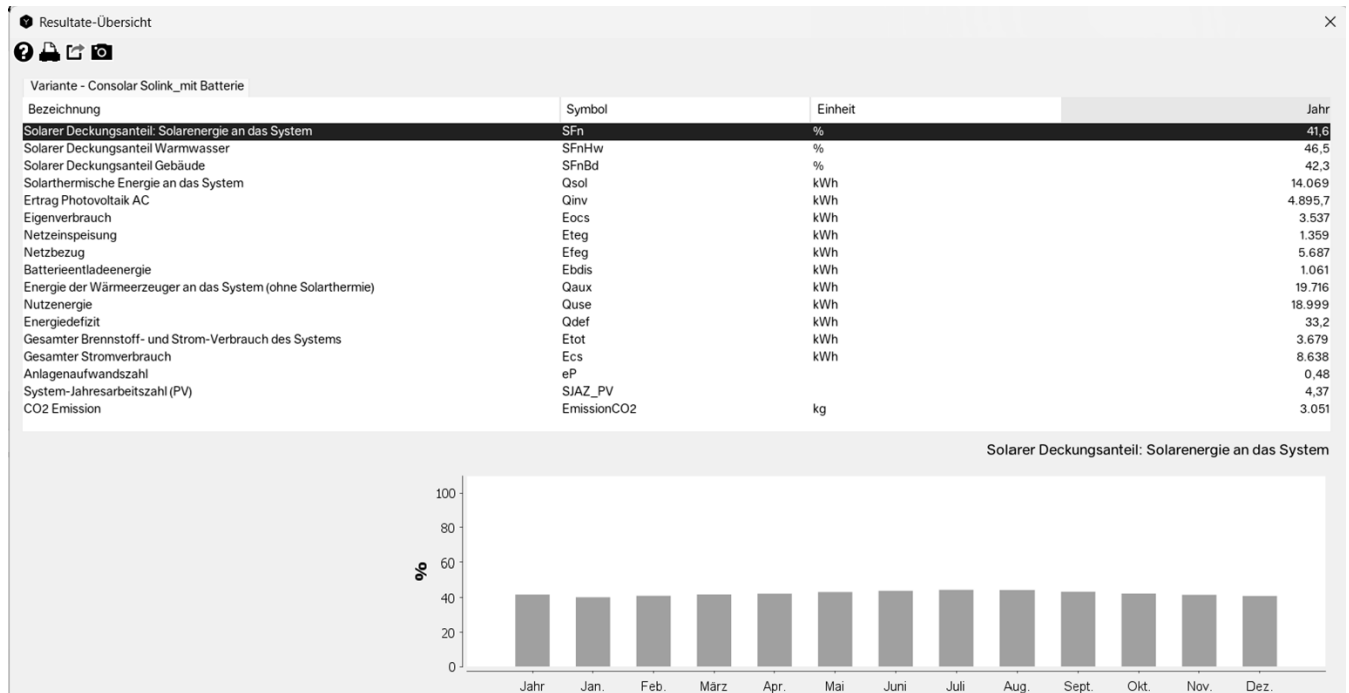 Resultate-Übersicht
Variante - Consolar Solink_mit Batterie
Bezeichnung Symbol Einheit Jahr
Solarer Deckungsanteil: Solarenergie an das System SFn % 41,6
Solarer Deckungsanteil Warmwasser SFnHw % 46,5
Solarer Deckungsanteil Gebäude SFnBd % 42,3
Solarthermische Energie an das System Qsol kWh 14.069
Ertrag Photovoltaik AC Qinv kWh 4.895,7
Eigenverbrauch Eocs kWh 3.537
Netzeinspeisung Eteg kWh 1.359
Netzbezug Efeg kWh 5.687
Batterieentladeenergie Ebdis kWh 1.061
Energie der Wärmeerzeuger an das System (ohne Solarthermie) Qaux kWh 19.716
Nutzenergie Quse kWh 18.999
Energiedefizit Qdef kWh 33,2
Gesamter Brennstoff- und Strom-Verbrauch des Systems Etot kWh 3.679
Gesamter Stromverbrauch Ecs kWh 8.638
Anlagenaufwandszahl eP 0,48
System-Jahresarbeitszahl (PV) SJAZ_PV 4,37
CO2 Emission EmissionCO2 kg 3.051
Solarer Deckungsanteil: Solarenergie an das System
100
80
60
%
40
20
0
Jahr Jan. Feb. März Apr. Mai Juni Juli Aug. Sept. Okt. Nov. Dez.